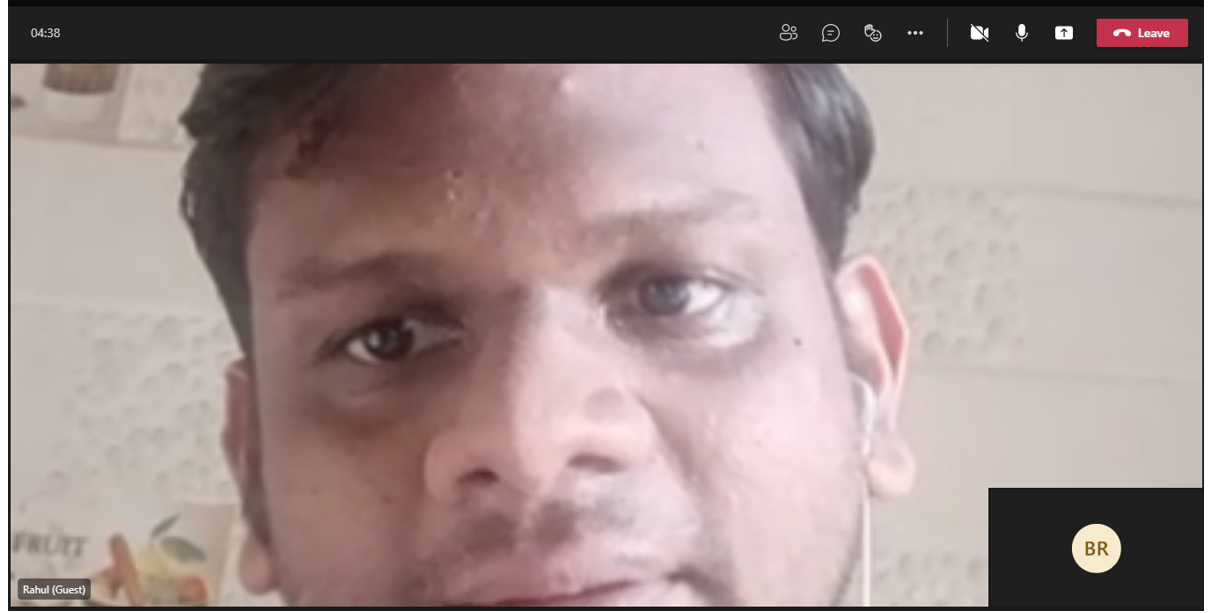 04:38
Leave
FRUIT
Rahul (Guest)
BR